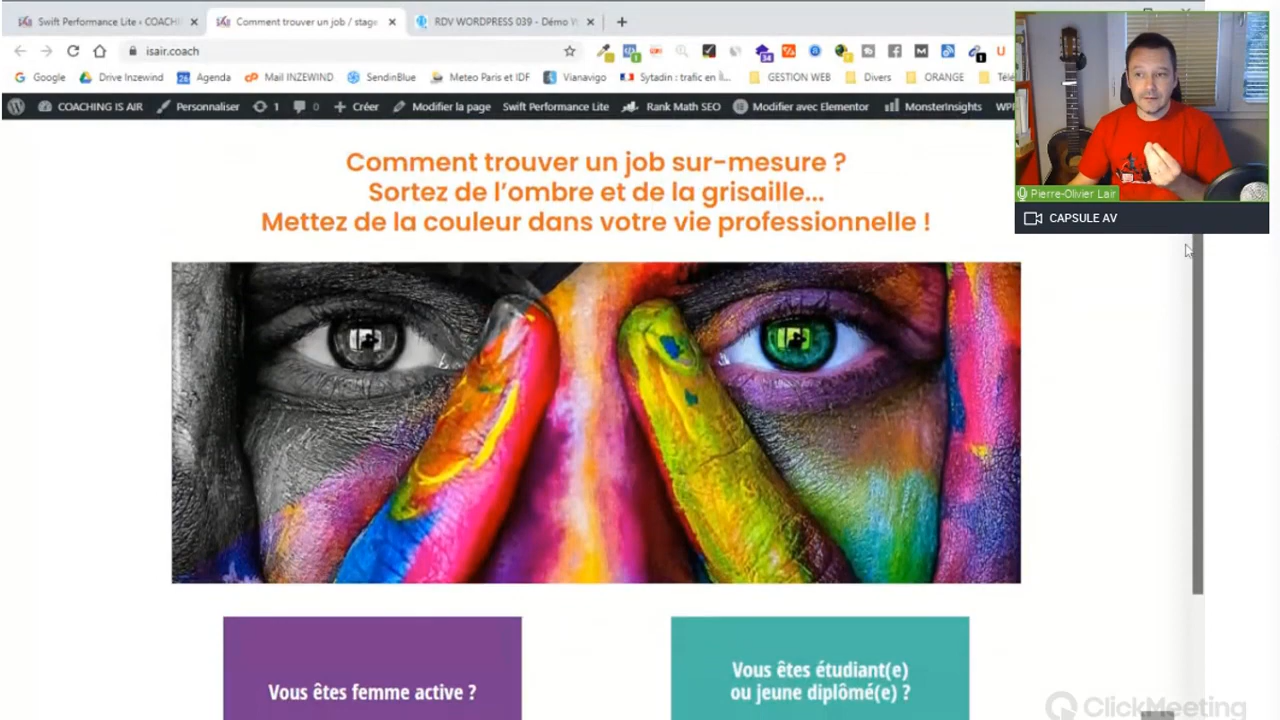 Swift Performance Lite ‹ COACHI
Comment trouver un job / stage
RDV WORDPRESS 039 - Démo W
isair.coach
Google
Drive Inzewind
Agenda
Mail INZEWIND
SendinBlue
Meteo Paris et IDF
Vianavigo
Sytadin : trafic en Î...
GESTION WEB
Divers
ORANGE
COACHING IS AIR
Personnaliser
1
0
Créer
Modifier la page
Swift Performance Lite
Rank Math SEO
Modifier avec Elementor
MonsterInsights
Pierre-Olivier Lair
CAPSULE AV
Comment trouver un job sur-mesure ?
Sortez de l’ombre et de la grisaille...
Mettez de la couleur dans votre vie professionnelle !
Vous êtes femme active ?
Vous êtes étudiant(e)
ou jeune diplômé(e) ?
ClickMeeting